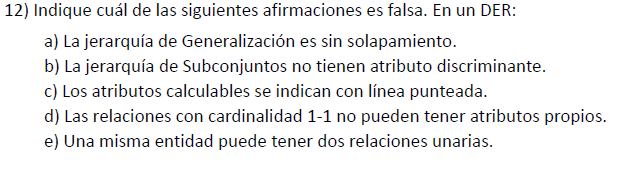 12) Indique cuál de las siguientes afirmaciones es falsa. En un DER:
a) La jerarquía de Generalización es sin solapamiento.
b) La jerarquía de Subconjuntos no tienen atributo discriminante.
c) Los atributos calculables se indican con línea punteada.
d) Las relaciones con cardinalidad 1-1 no pueden tener atributos propios.
e) Una misma entidad puede tener dos relaciones unarias.